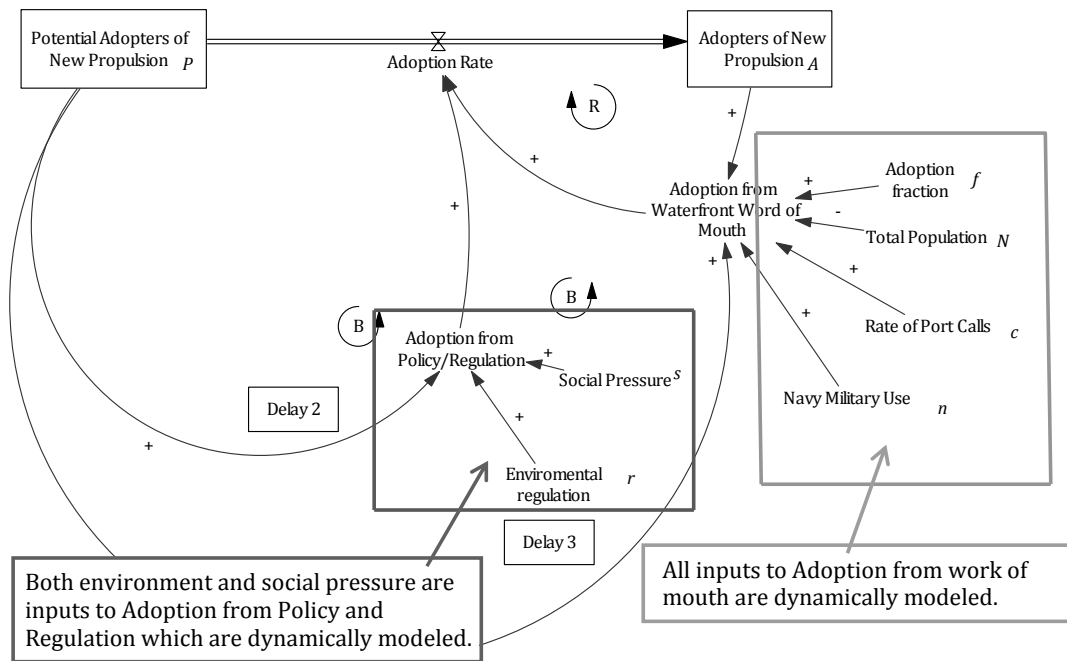 Potential Adopters of
New Propulsion P
Adoption Rate
Adopters of New
Propulsion A
R
+
+
+
Adoption from
Waterfront Word of
Mouth
+
Adoption
fraction f
-
Total Population N
+
+
+
Rate of Port Calls c
+
Navy Military Use n
B
B
Adoption from
Policy/Regulation
+
Social Pressure s
Delay 2
+
+
Enviromental
regulation r
Delay 3
Both environment and social pressure are
inputs to Adoption from Policy and
Regulation which are dynamically modeled.
All inputs to Adoption from work of
mouth are dynamically modeled.